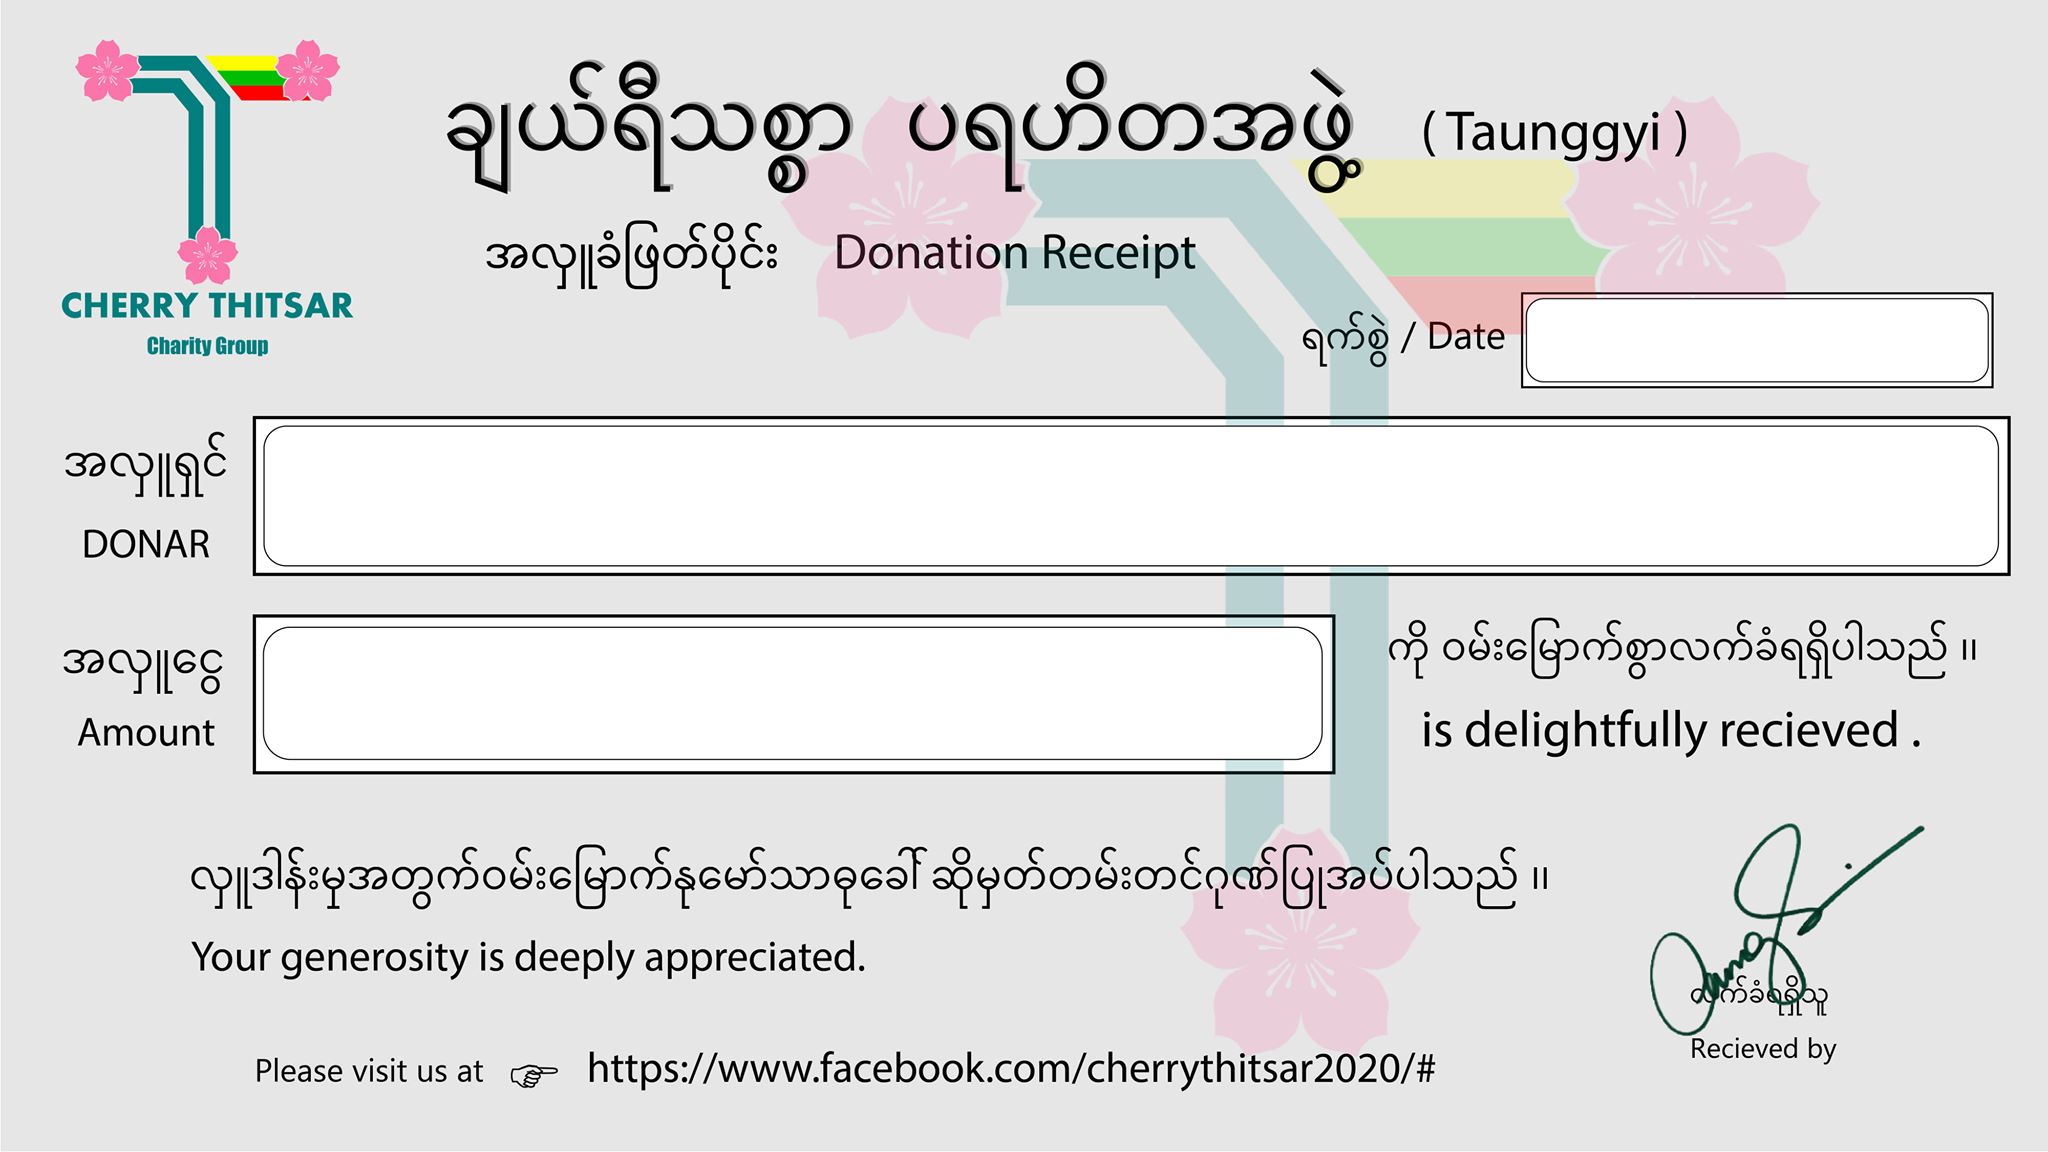 ချယ်ရီသစ္စာ ပရဟိတအဖွဲ့ ( Taunggyi )
CHERRY THITSAR
Charity Group
အလှူခံဖြတ်ပိုင်း Donation Receipt
ရက်စွဲ / Date
အလှူရှင်
DONAR
အလှူငွေ
Amount
ကို ဝမ်းမြောက်စွာလက်ခံရရှိပါသည် ။
is delightfully recieved .
လှူဒါန်းမှုအတွက်ဝမ်းမြောက်နုမော်သာဓုခေါ် ဆိုမှတ်တမ်းတင်ဂုဏ်ပြုအပ်ပါသည် ။
Your generosity is deeply appreciated.
လက်ခံရရှိသူ
Recieved by
Please visit us at https://www.facebook.com/cherrythitsar2020/#